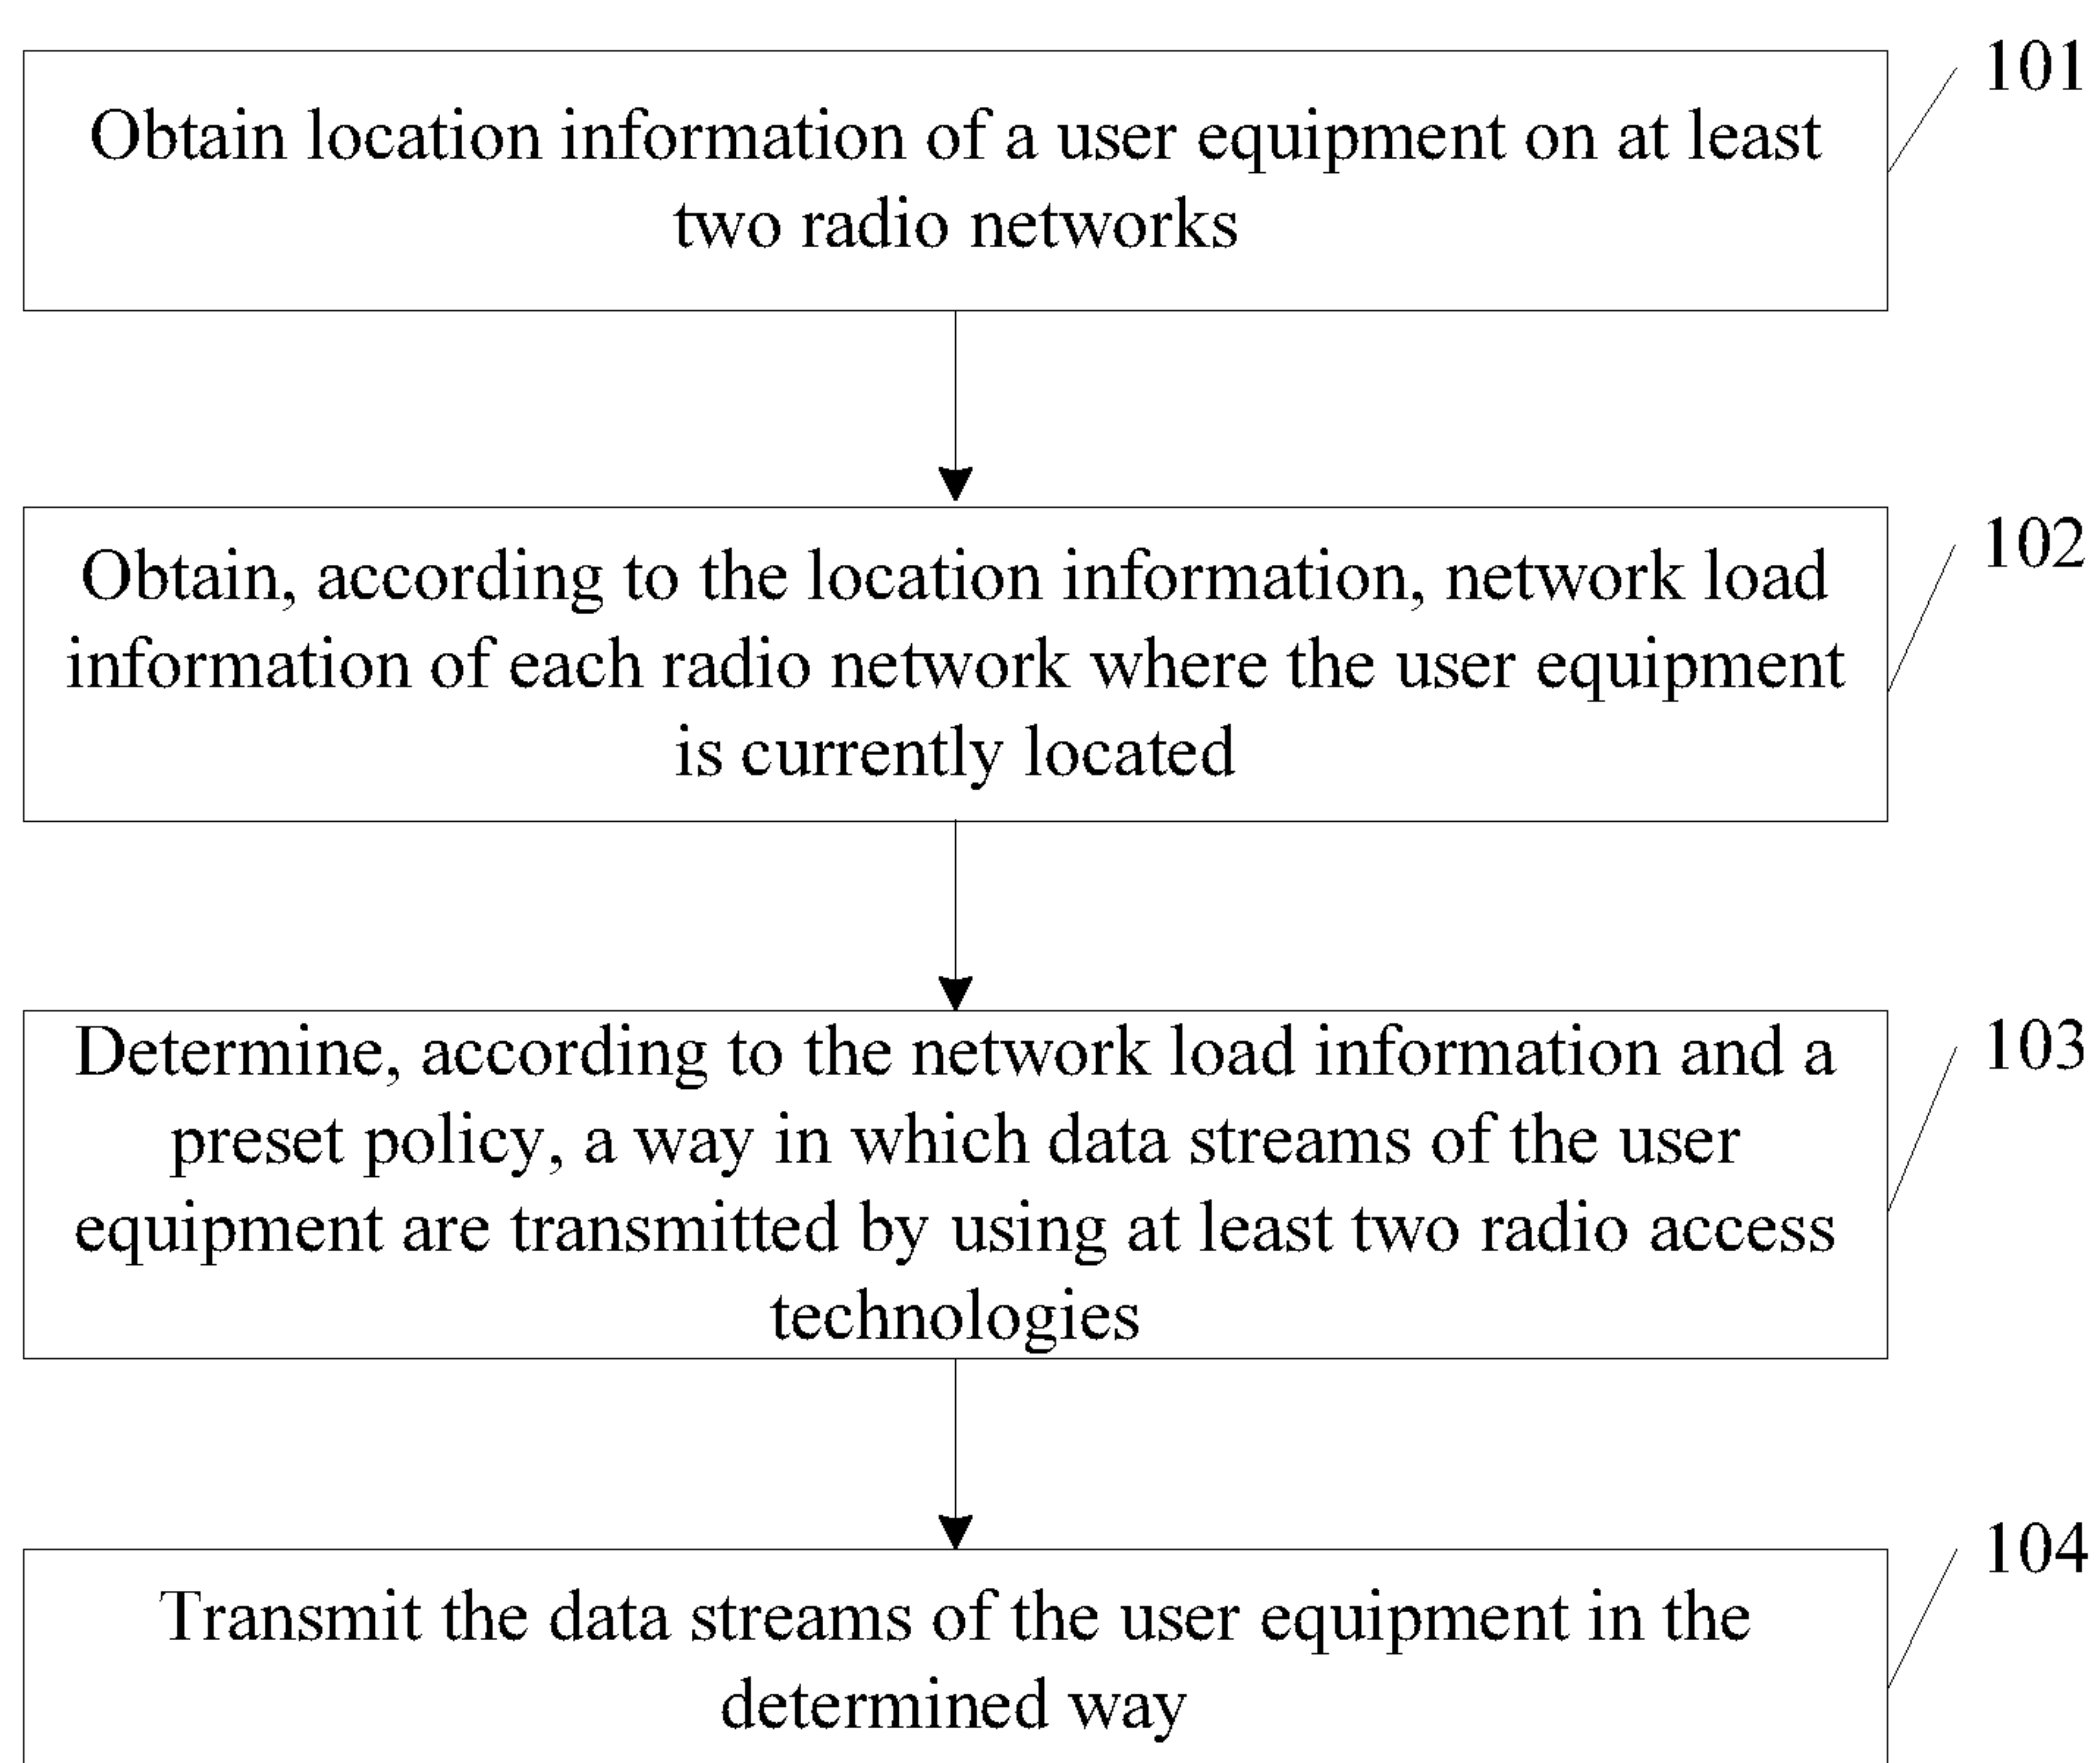 101
Obtain location information of a user equipment on at least
two radio networks
102
Obtain, according to the location information, network load
information of each radio network where the user equipment
is currently located
103
Determine, according to the network load information and a
preset policy, a way in which data streams of the user
equipment are transmitted by using at least two radio access
technologies
104
Transmit the data streams of the user equipment in the
determined way